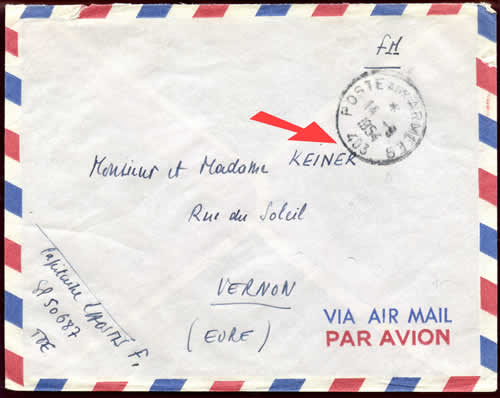 FM
POSTE AUX ARMÉES
14
1954
403
Monsieur et Madame KEINER
Rue du Soleil
VERNON
(EURE)
VIA AIR MAIL
PAR AVION
SP 50687
TOE